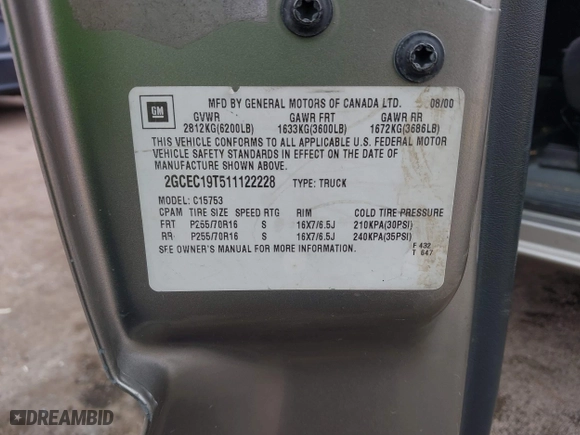 GM
MFD BY GENERAL MOTORS OF CANADA LTD. 08/00
GVWR GAWR FRT GAWR RR
2812KG(6200LB) 1633KG(3600LB) 1672KG(3686LB)
THIS VEHICLE CONFORMS TO ALL APPLICABLE U.S. FEDERAL MOTOR
VEHICLE SAFETY STANDARDS IN EFFECT ON THE DATE OF
MANUFACTURE SHOWN ABOVE.
2GCEC19T511122228 TYPE: TRUCK
MODEL: C15753
CPAM TIRE SIZE SPEED RTG RIM COLD TIRE PRESSURE
FRT P255/70R16 S 16X7/6.5J 210KPA(30PSI)
RR P255/70R16 S 16X7/6.5J 240KPA(35PSI)
SEE OWNER'S MANUAL FOR MORE INFORMATION.
F 432
T 647
DREAMBID